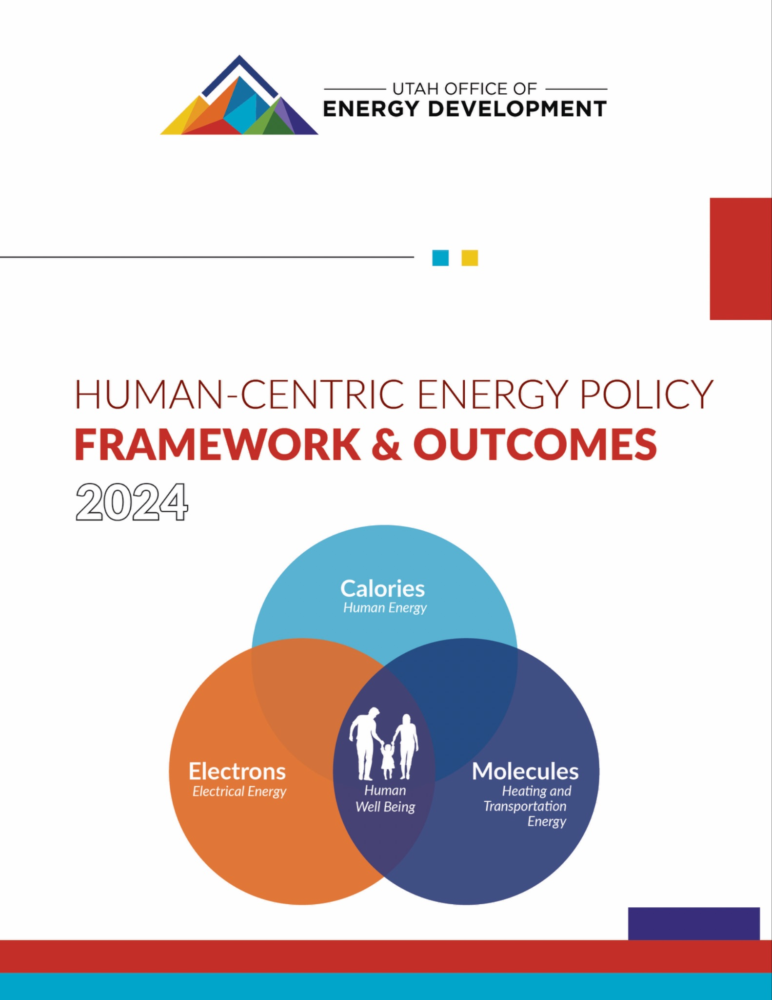 UTAH OFFICE OF
ENERGY DEVELOPMENT
HUMAN-CENTRIC ENERGY POLICY
FRAMEWORK & OUTCOMES
2024
Calories
Human Energy
Electrons
Electrical Energy
Human
Well Being
Molecules
Heating and
Transportation
Energy